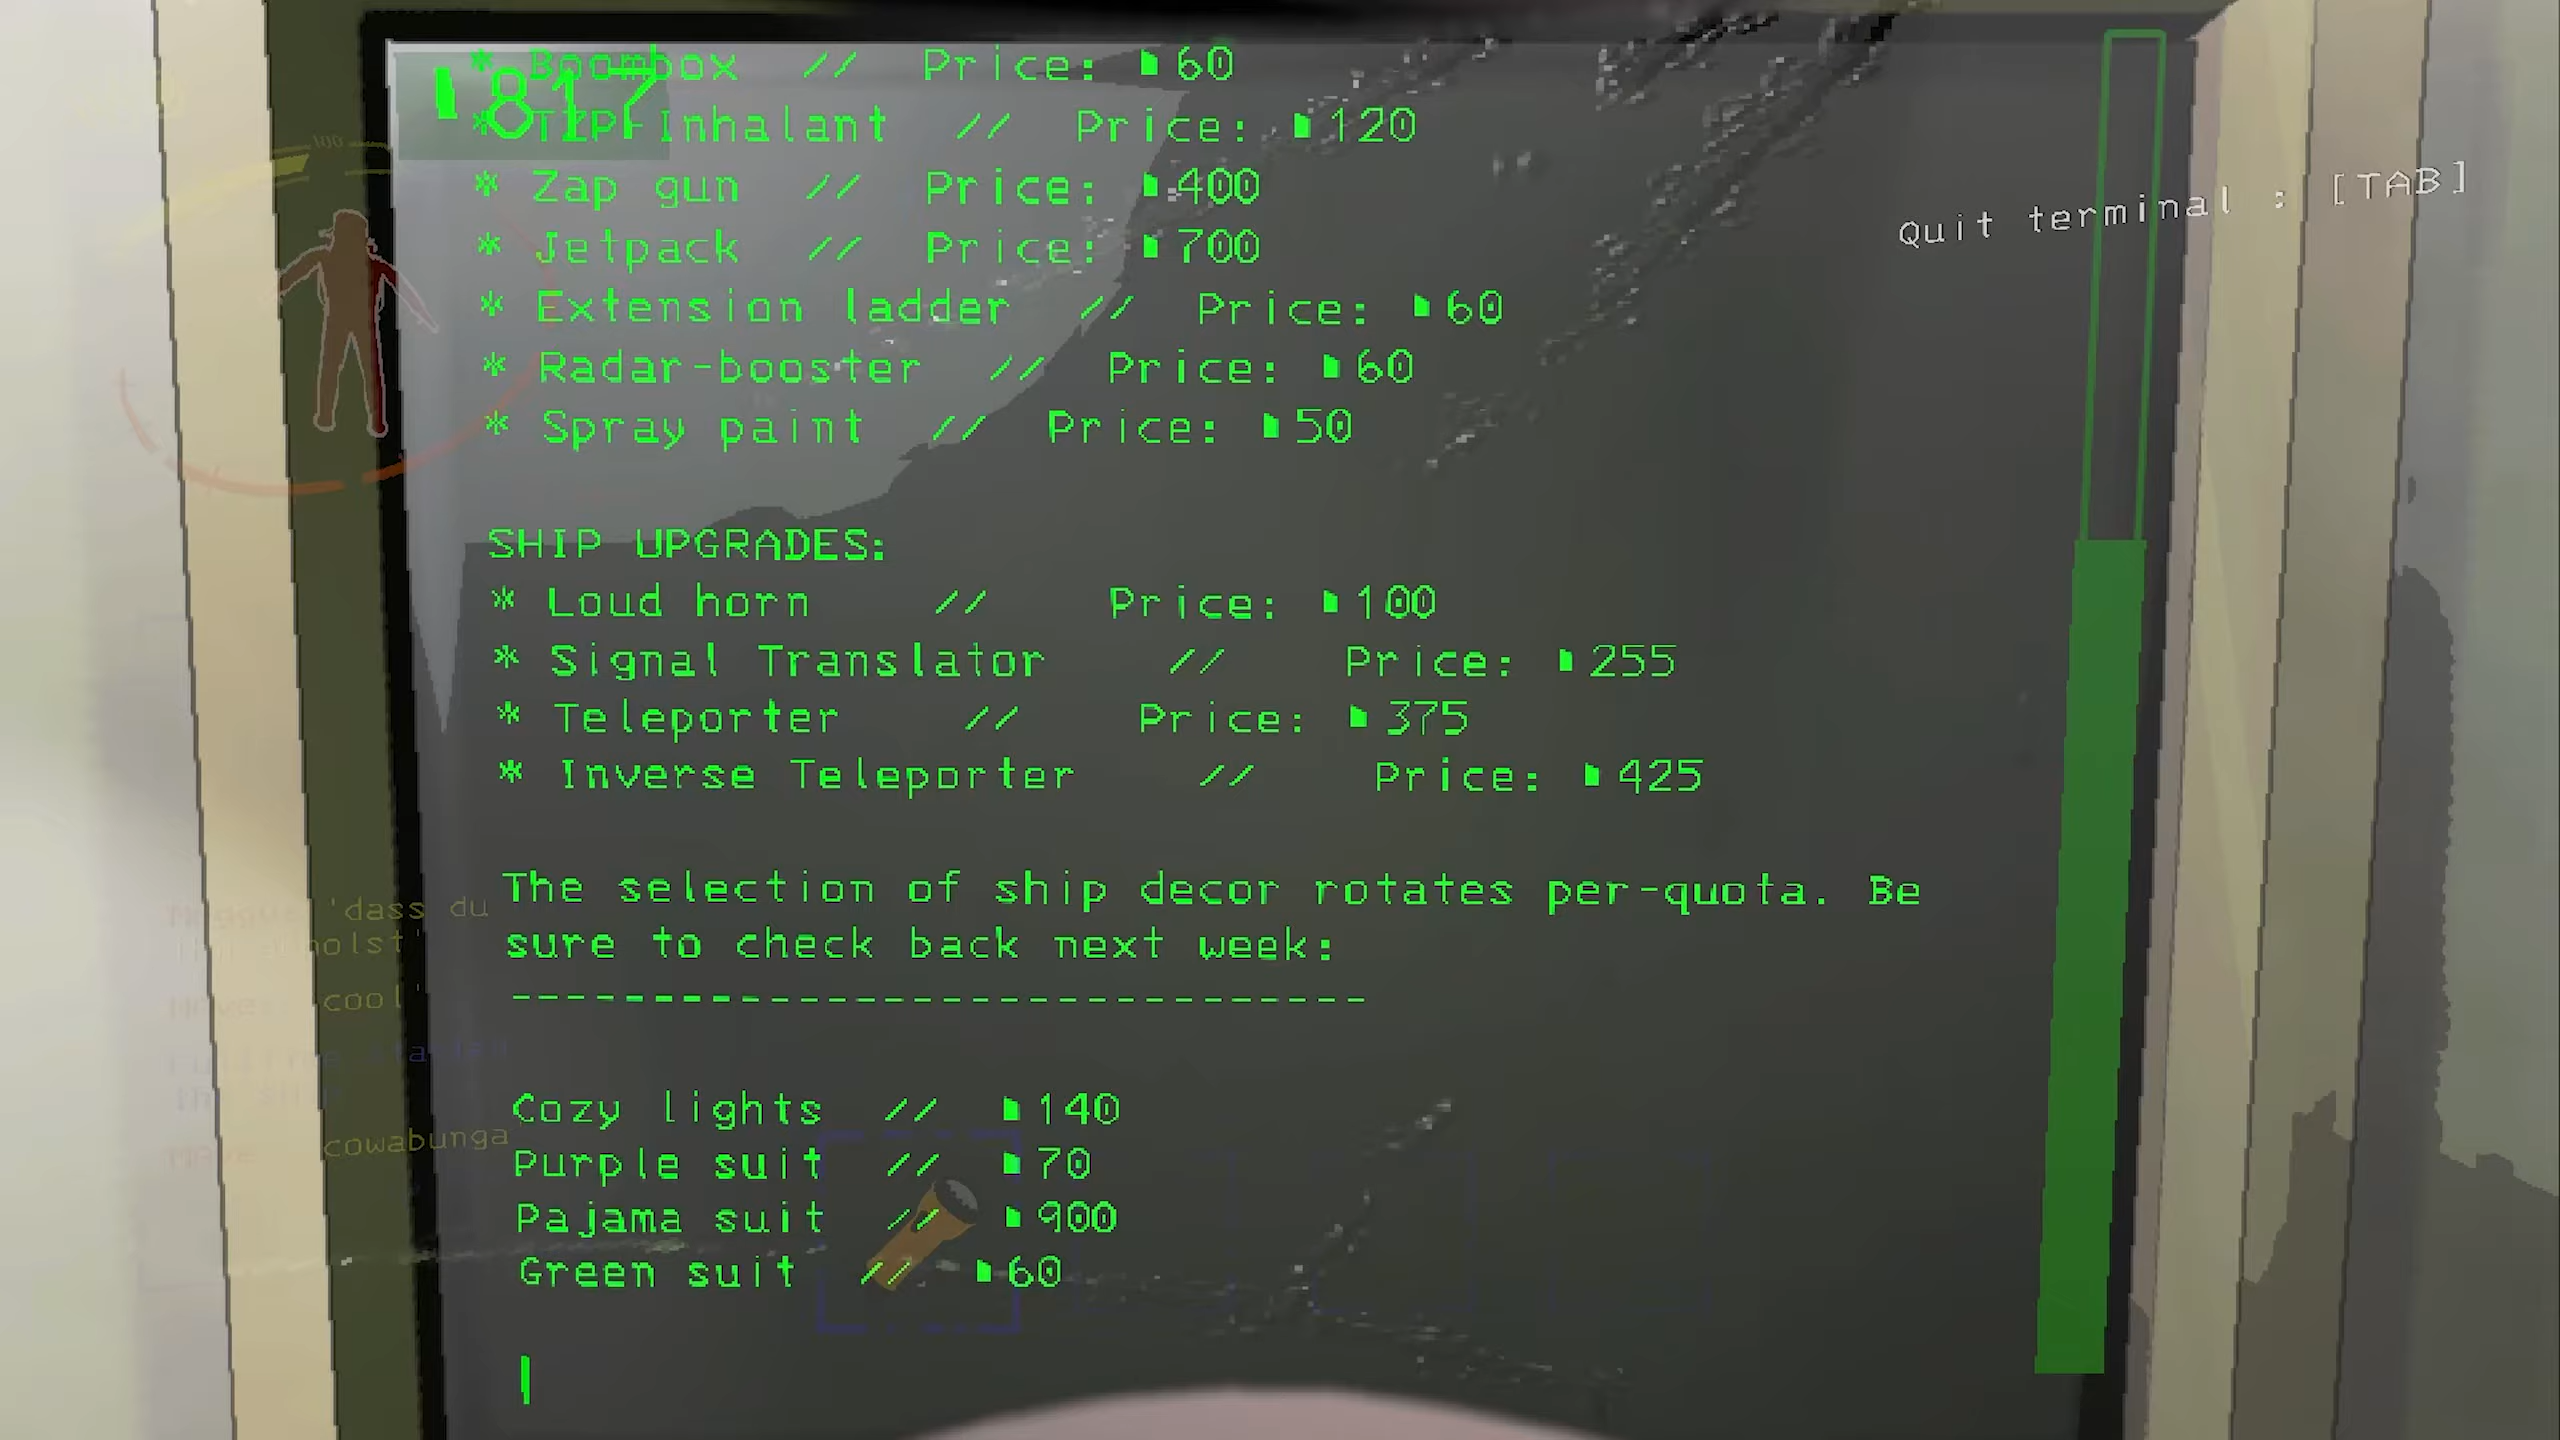 * Boombox // Price: ▮60
▮817
* TZP-Inhalant // Price: ▮120
* Zap gun // Price: ▮400
* Jetpack // Price: ▮700
* Extension ladder // Price: ▮60
* Radar-booster // Price: ▮60
* Spray paint // Price: ▮50
100
Quit terminal : [TAB]
SHIP UPGRADES:
* Loud horn // Price: ▮100
* Signal Translator // Price: ▮255
* Teleporter // Price: ▮375
* Inverse Teleporter // Price: ▮425
The selection of ship decor rotates per-quota. Be
sure to check back next week:
----------------------------------
Cozy lights // ▮140
Purple suit // ▮70
Pajama suit // ▮900
Green suit // ▮60
'dass du
cool'
cowabunga